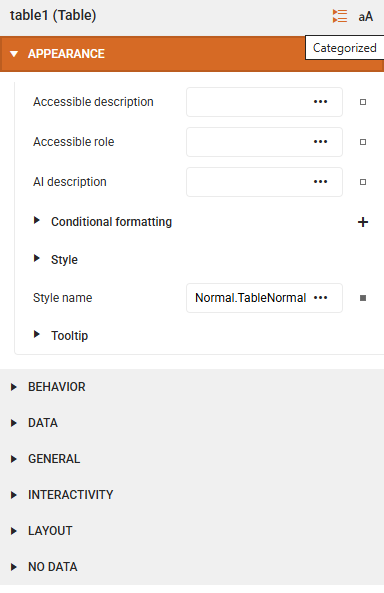 table1 (Table)
aA
Categorized
APPEARANCE
Accessible description
Accessible role
AI description
Conditional formatting
Style
Style name Normal.TableNormal
Tooltip
BEHAVIOR
DATA
GENERAL
INTERACTIVITY
LAYOUT
NO DATA